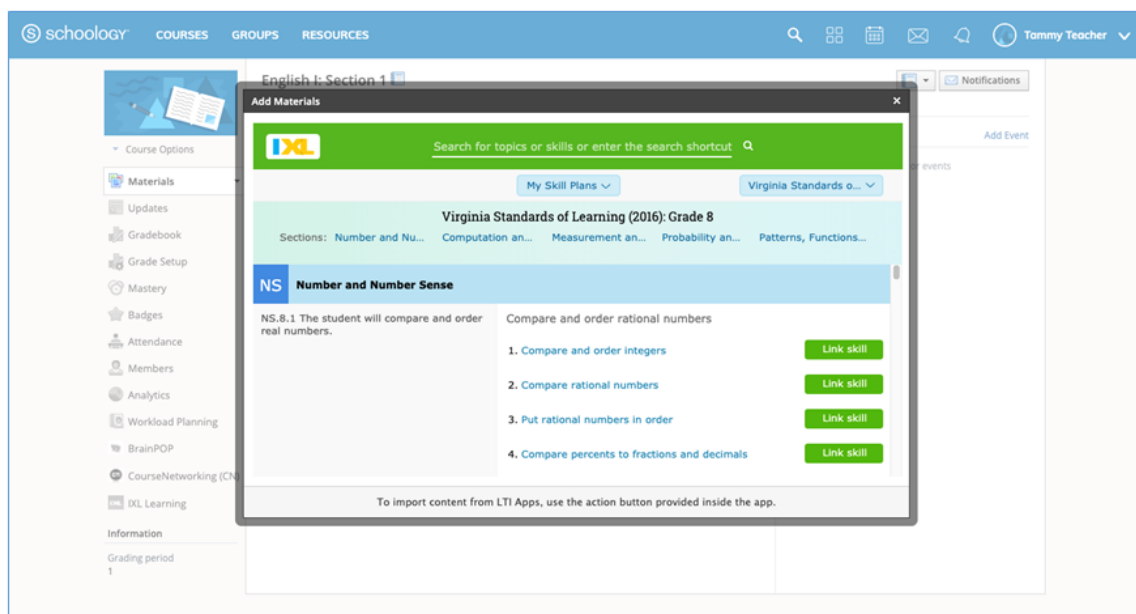 schoology COURSES GROUPS RESOURCES Tammy Teacher
English I: Section 1
Notifications
Add Materials
×
IXL
Search for topics or skills or enter the search shortcut
Add Event
Course Options
or events
My Skill Plans
Virginia Standards o...
Materials
Updates
Gradebook
Grade Setup
Mastery
Badges
Attendance
Members
Analytics
Workload Planning
BrainPOP
CourseNetworking (CN)
IXL Learning
Information
Grading period
1
Virginia Standards of Learning (2016): Grade 8
Sections: Number and Nu... Computation an... Measurement an... Probability an... Patterns, Functions...
NS Number and Number Sense
NS.8.1 The student will compare and order
real numbers.
Compare and order rational numbers
1. Compare and order integers Link skill
2. Compare rational numbers Link skill
3. Put rational numbers in order Link skill
4. Compare percents to fractions and decimals Link skill
To import content from LTI Apps, use the action button provided inside the app.